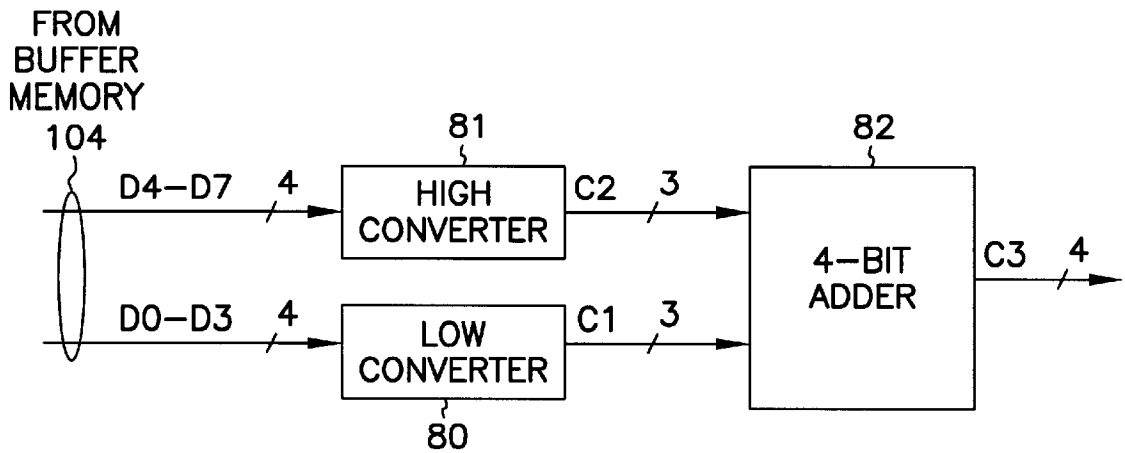 FROM
BUFFER
MEMORY
104
D4-D7
4
81
HIGH
CONVERTER
C2
3
82
4-BIT
ADDER
C3
4
D0-D3
4
LOW
CONVERTER
80
C1
3